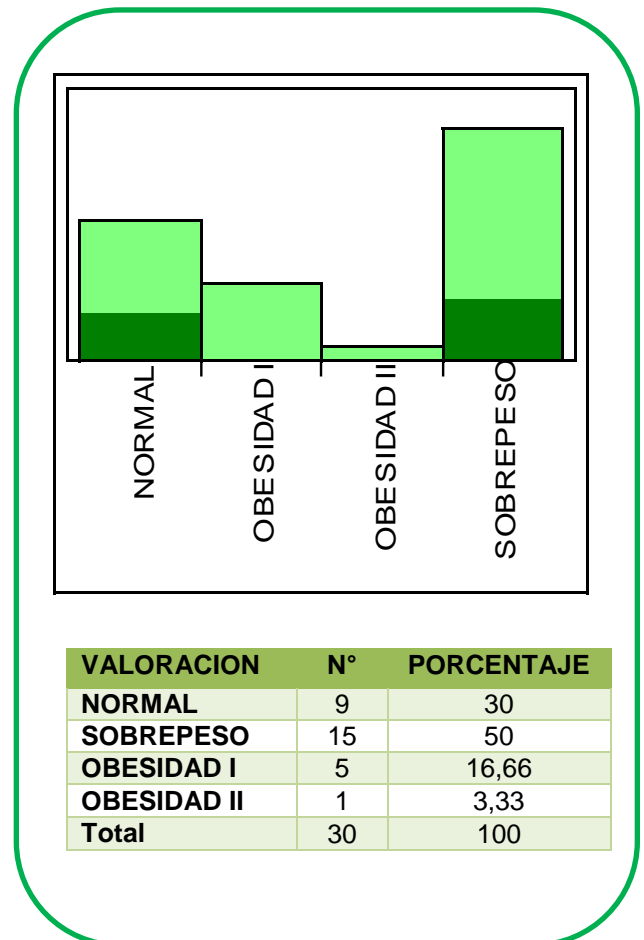 NORMAL
OBESIDAD I
OBESIDAD II
SOBREPESO
VALORACION N° PORCENTAJE
NORMAL 9 30
SOBREPESO 15 50
OBESIDAD I 5 16,66
OBESIDAD II 1 3,33
Total 30 100